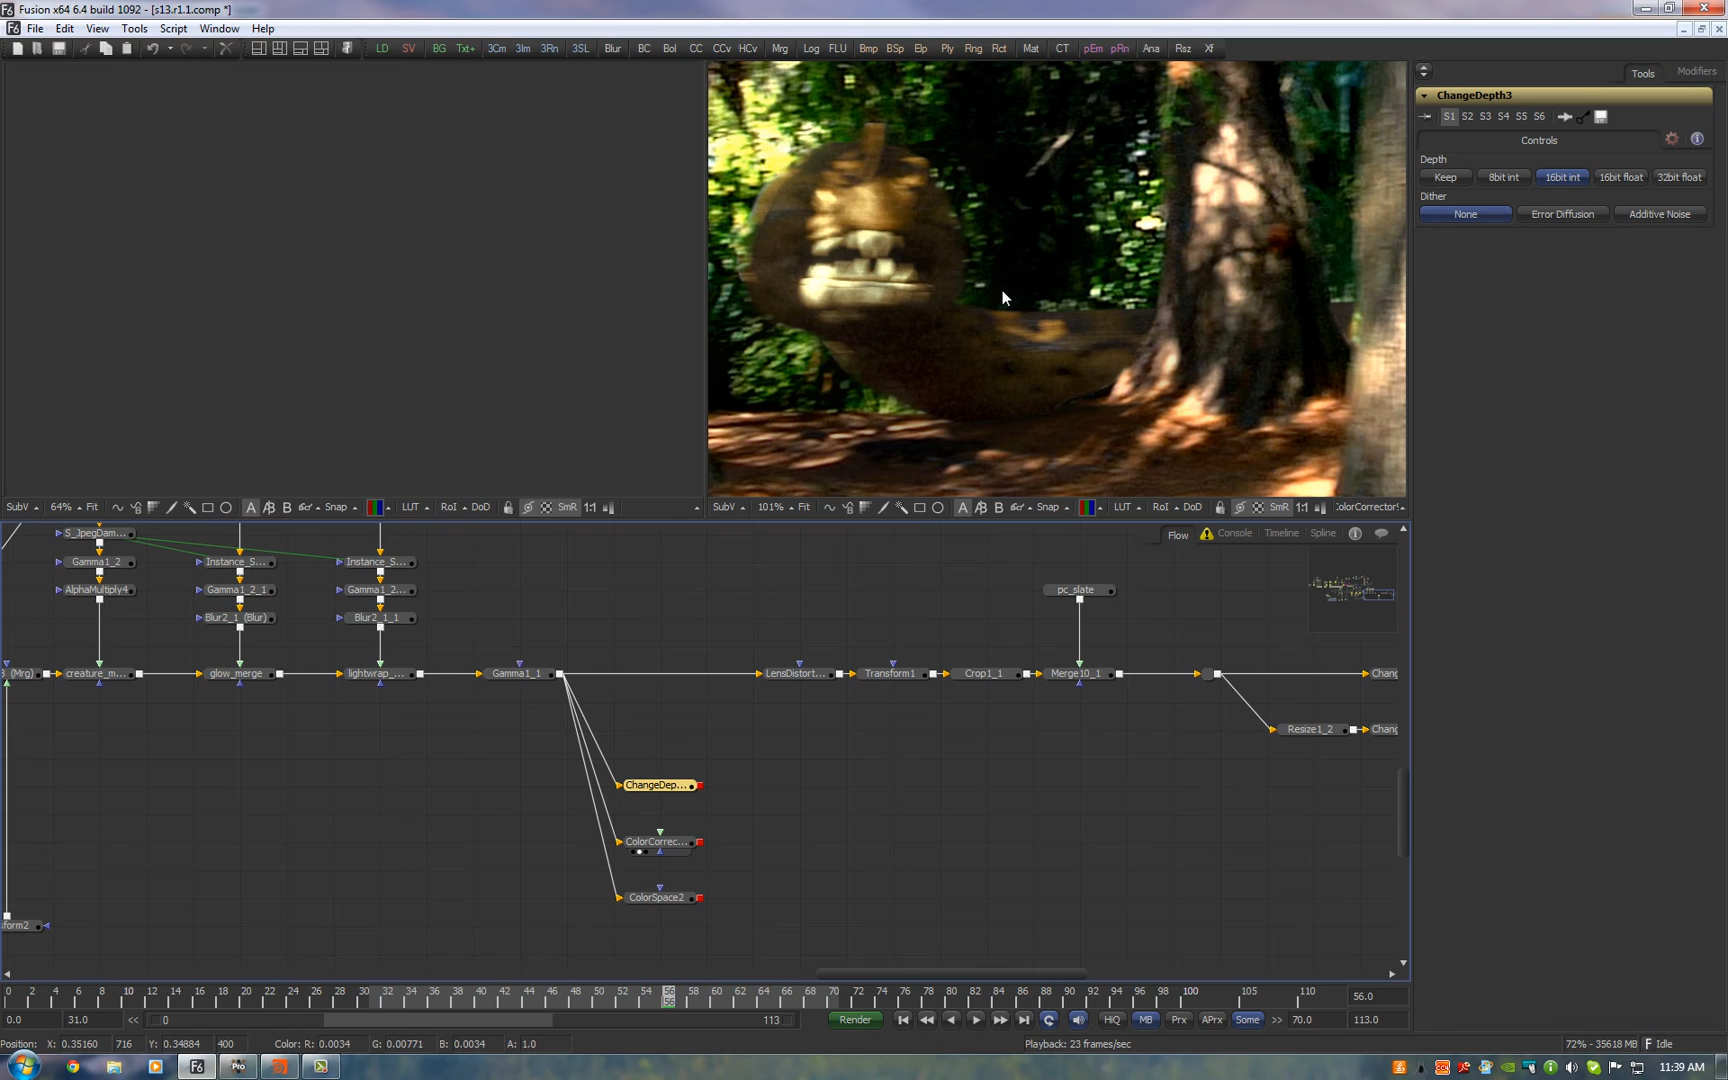 Fusion x64 6.4 build 1092 - [s13.r1.1.comp *]
File Edit View Tools Script Window Help
LD SV BG Txt+ 3Cm 3Im 3Rn 3SL Blur BC Bol CC CCv HCv Mrg Log FLU Bmp BSp Elp Ply Rng Rct Mat CT pEm pRn Ana Rsz Xf
Tools Modifiers
ChangeDepth3
S1 S2 S3 S4 S5 S6
Controls
Depth
Keep 8bit int 16bit int 16bit float 32bit float
Dither
None Error Diffusion Additive Noise
SubV 64% Fit A B Snap LUT RoI DoD SmR 1:1
SubV 101% Fit A B Snap LUT RoI DoD SmR 1:1 ColorCorrector
Flow Console Timeline Spline
S_JpegDam...
Gamma1_2 Instance_S... Instance_S...
AlphaMultiply4 Gamma1_2_1 Gamma1_2... pc_slate
Blur2_1 (Blur) Blur2_1_1
3 (Mrg) creature_m... glow_merge lightwrap_... Gamma1_1 LensDistort... Transform1 Crop1_1 Merge10_1 Chang
Resize1_2 Chang
ChangeDep...
ColorCorrec...
ColorSpace2
sform2
0 2 4 6 8 10 12 14 16 18 20 22 24 26 28 30 32 34 36 38 40 42 44 46 48 50 52 54 56 58 60 62 64 66 68 70 72 74 76 78 80 82 84 86 88 90 92 94 96 98 100 105 110 56.0
56
0.0 31.0 << 0 113 Render HiQ MB Prx APrx Some >> 70.0 113.0
Position: X: 0.35160 716 Y: 0.34884 400 Color: R: 0.0034 G: 0.00771 B: 0.0034 A: 1.0 Playback: 23 frames/sec 72% - 35618 MB Idle
F6 Pro 11:39 AM